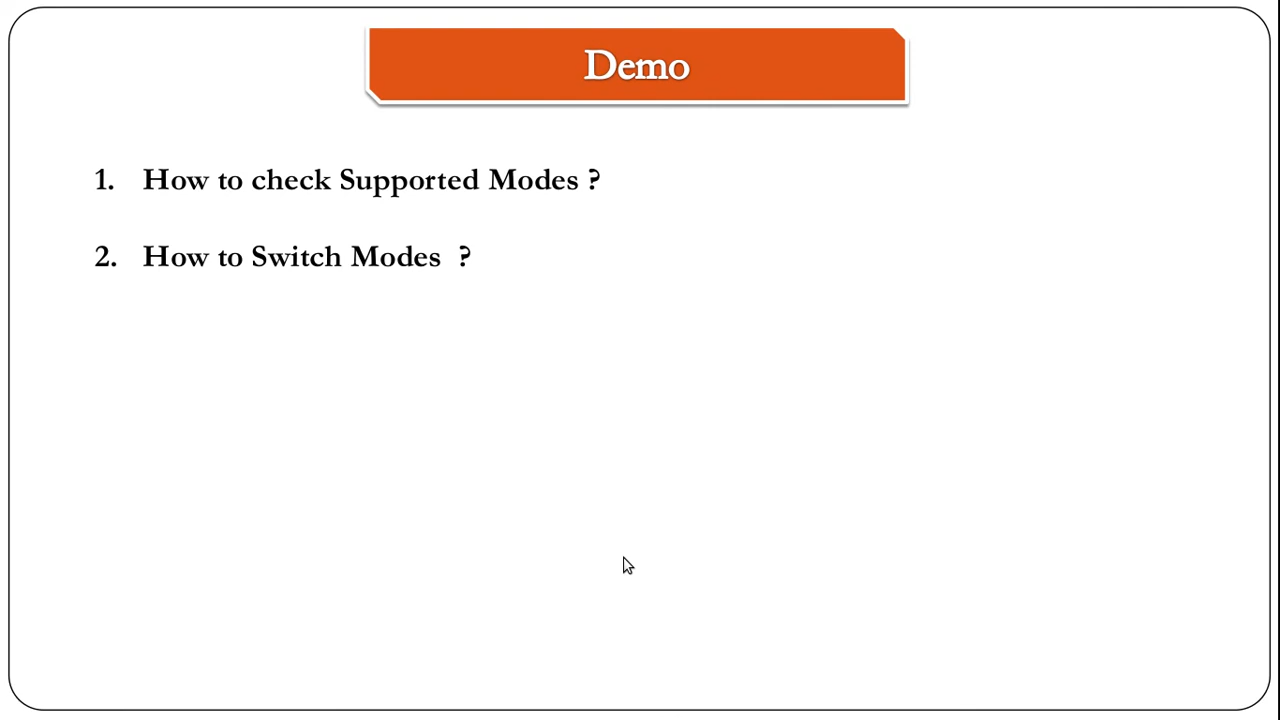 Demo
1. How to check Supported Modes ?
2. How to Switch Modes ?